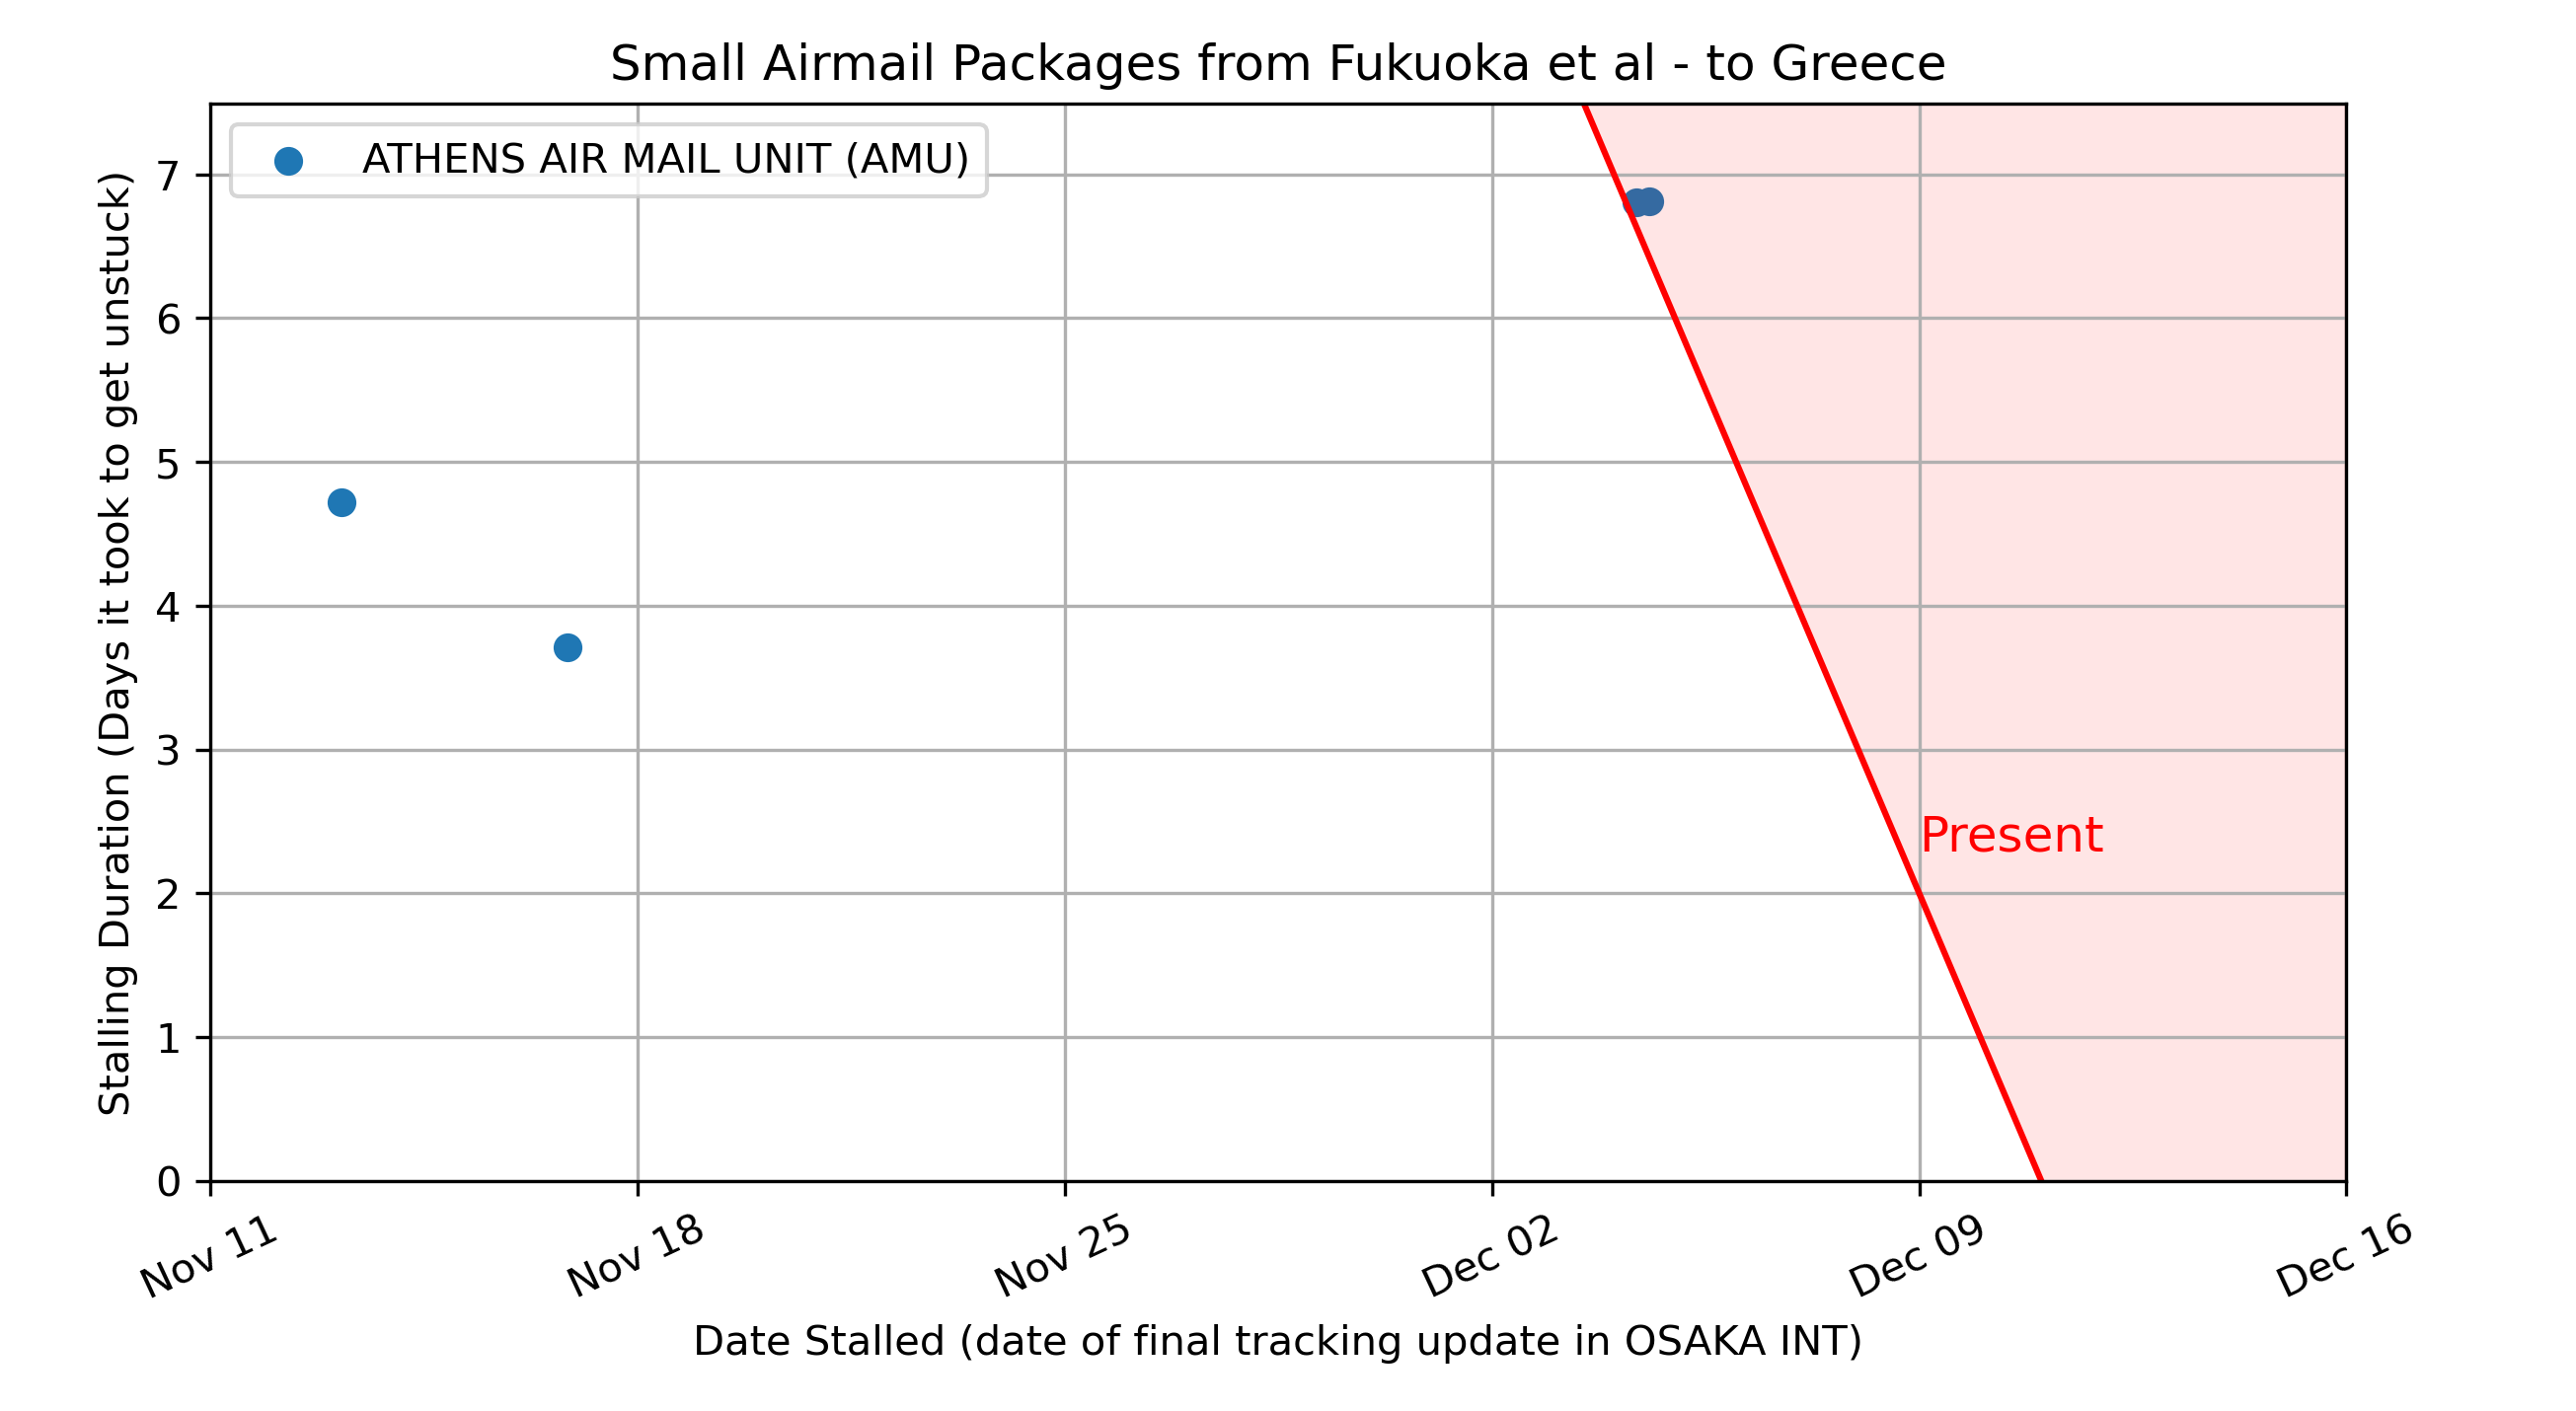 Small Airmail Packages from Fukuoka et al - to Greece
ATHENS AIR MAIL UNIT (AMU)
Stalling Duration (Days it took to get unstuck)
7
6
5
4
3
2
1
0
Present
Nov 11
Nov 18
Nov 25
Dec 02
Dec 09
Dec 16
Date Stalled (date of final tracking update in OSAKA INT)